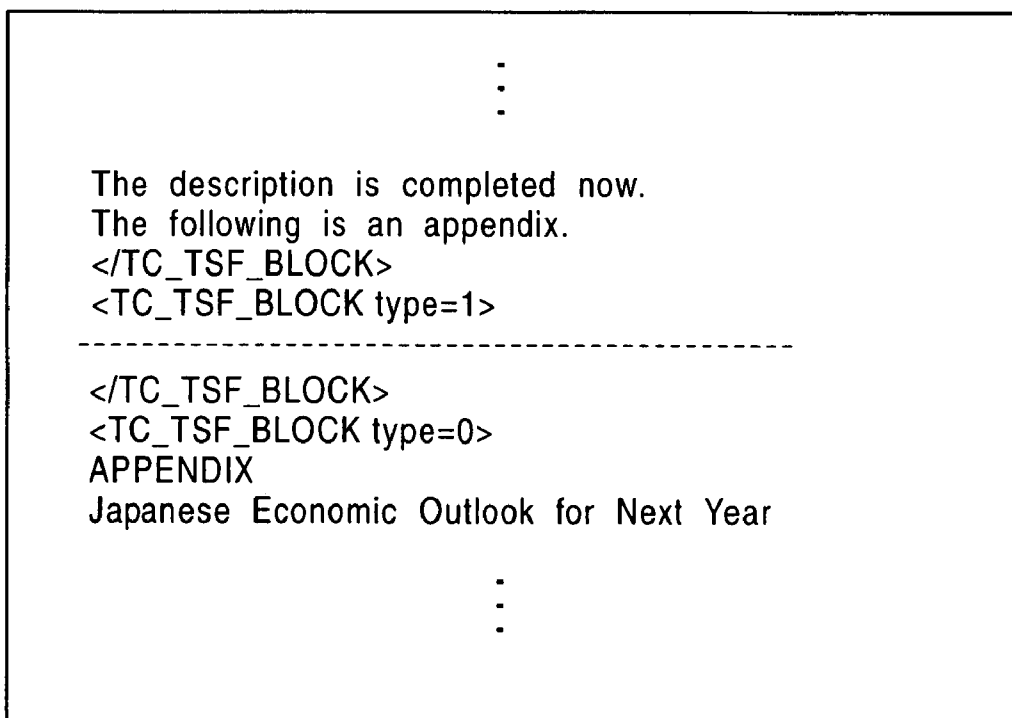 The description is completed now.
The following is an appendix.
</TC_TSF_BLOCK>
<TC_TSF_BLOCK type=1>
--------------------------------------------
</TC_TSF_BLOCK>
<TC_TSF_BLOCK type=0>
APPENDIX
Japanese Economic Outlook for Next Year